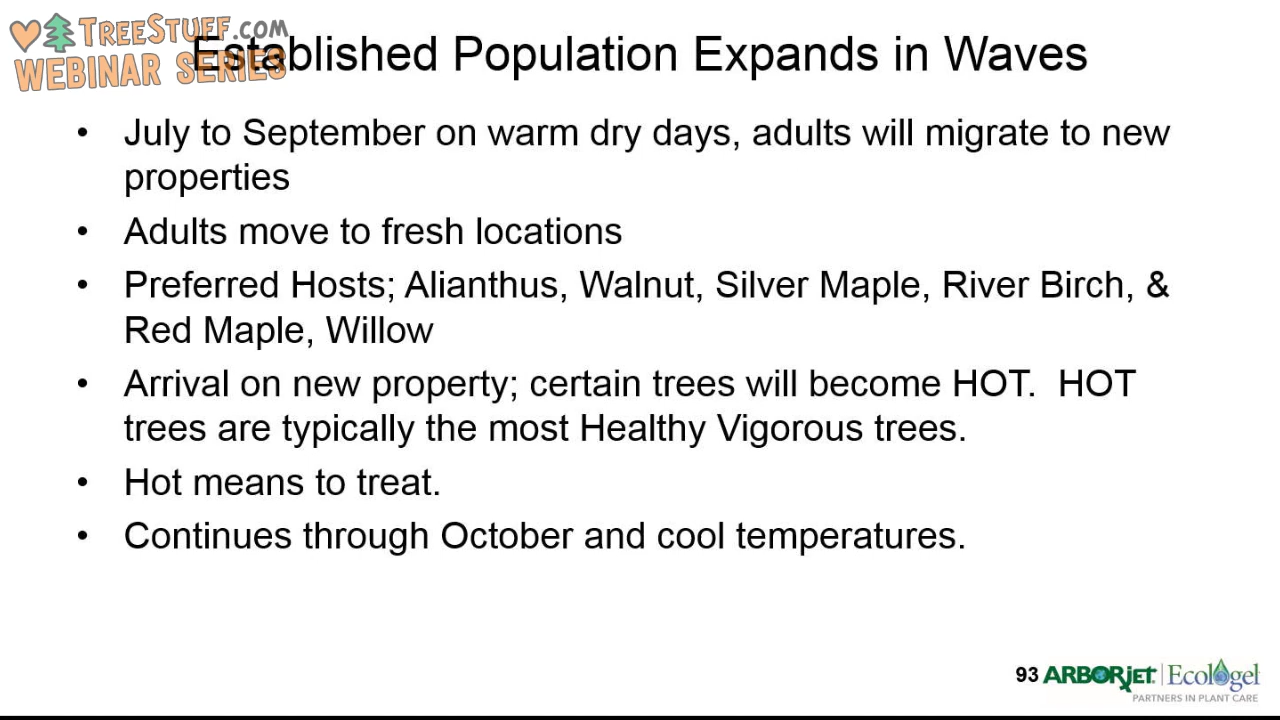 TREESTUFF.COM
WEBINAR SERIES
Established Population Expands in Waves
• July to September on warm dry days, adults will migrate to new
properties
• Adults move to fresh locations
• Preferred Hosts; Alianthus, Walnut, Silver Maple, River Birch, &
Red Maple, Willow
• Arrival on new property; certain trees will become HOT.  HOT
trees are typically the most Healthy Vigorous trees.
• Hot means to treat.
• Continues through October and cool temperatures.
93 ARBORJET Ecologel
PARTNERS IN PLANT CARE